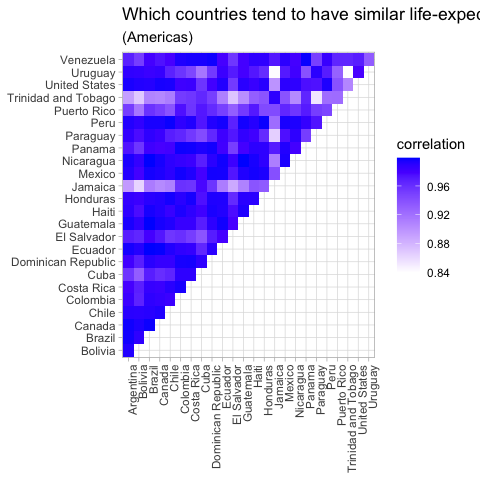 Which countries tend to have similar life-expec
(Americas)
Venezuela
Uruguay
United States
Trinidad and Tobago
Puerto Rico
Peru
Paraguay
Panama
Nicaragua
Mexico
Jamaica
Honduras
Haiti
Guatemala
El Salvador
Ecuador
Dominican Republic
Cuba
Costa Rica
Colombia
Chile
Canada
Brazil
Bolivia
Argentina
Bolivia
Brazil
Canada
Chile
Colombia
Costa Rica
Cuba
Dominican Republic
Ecuador
El Salvador
Guatemala
Haiti
Honduras
Jamaica
Mexico
Nicaragua
Panama
Paraguay
Peru
Puerto Rico
Trinidad and Tobago
United States
Uruguay
correlation
0.96
0.92
0.88
0.84